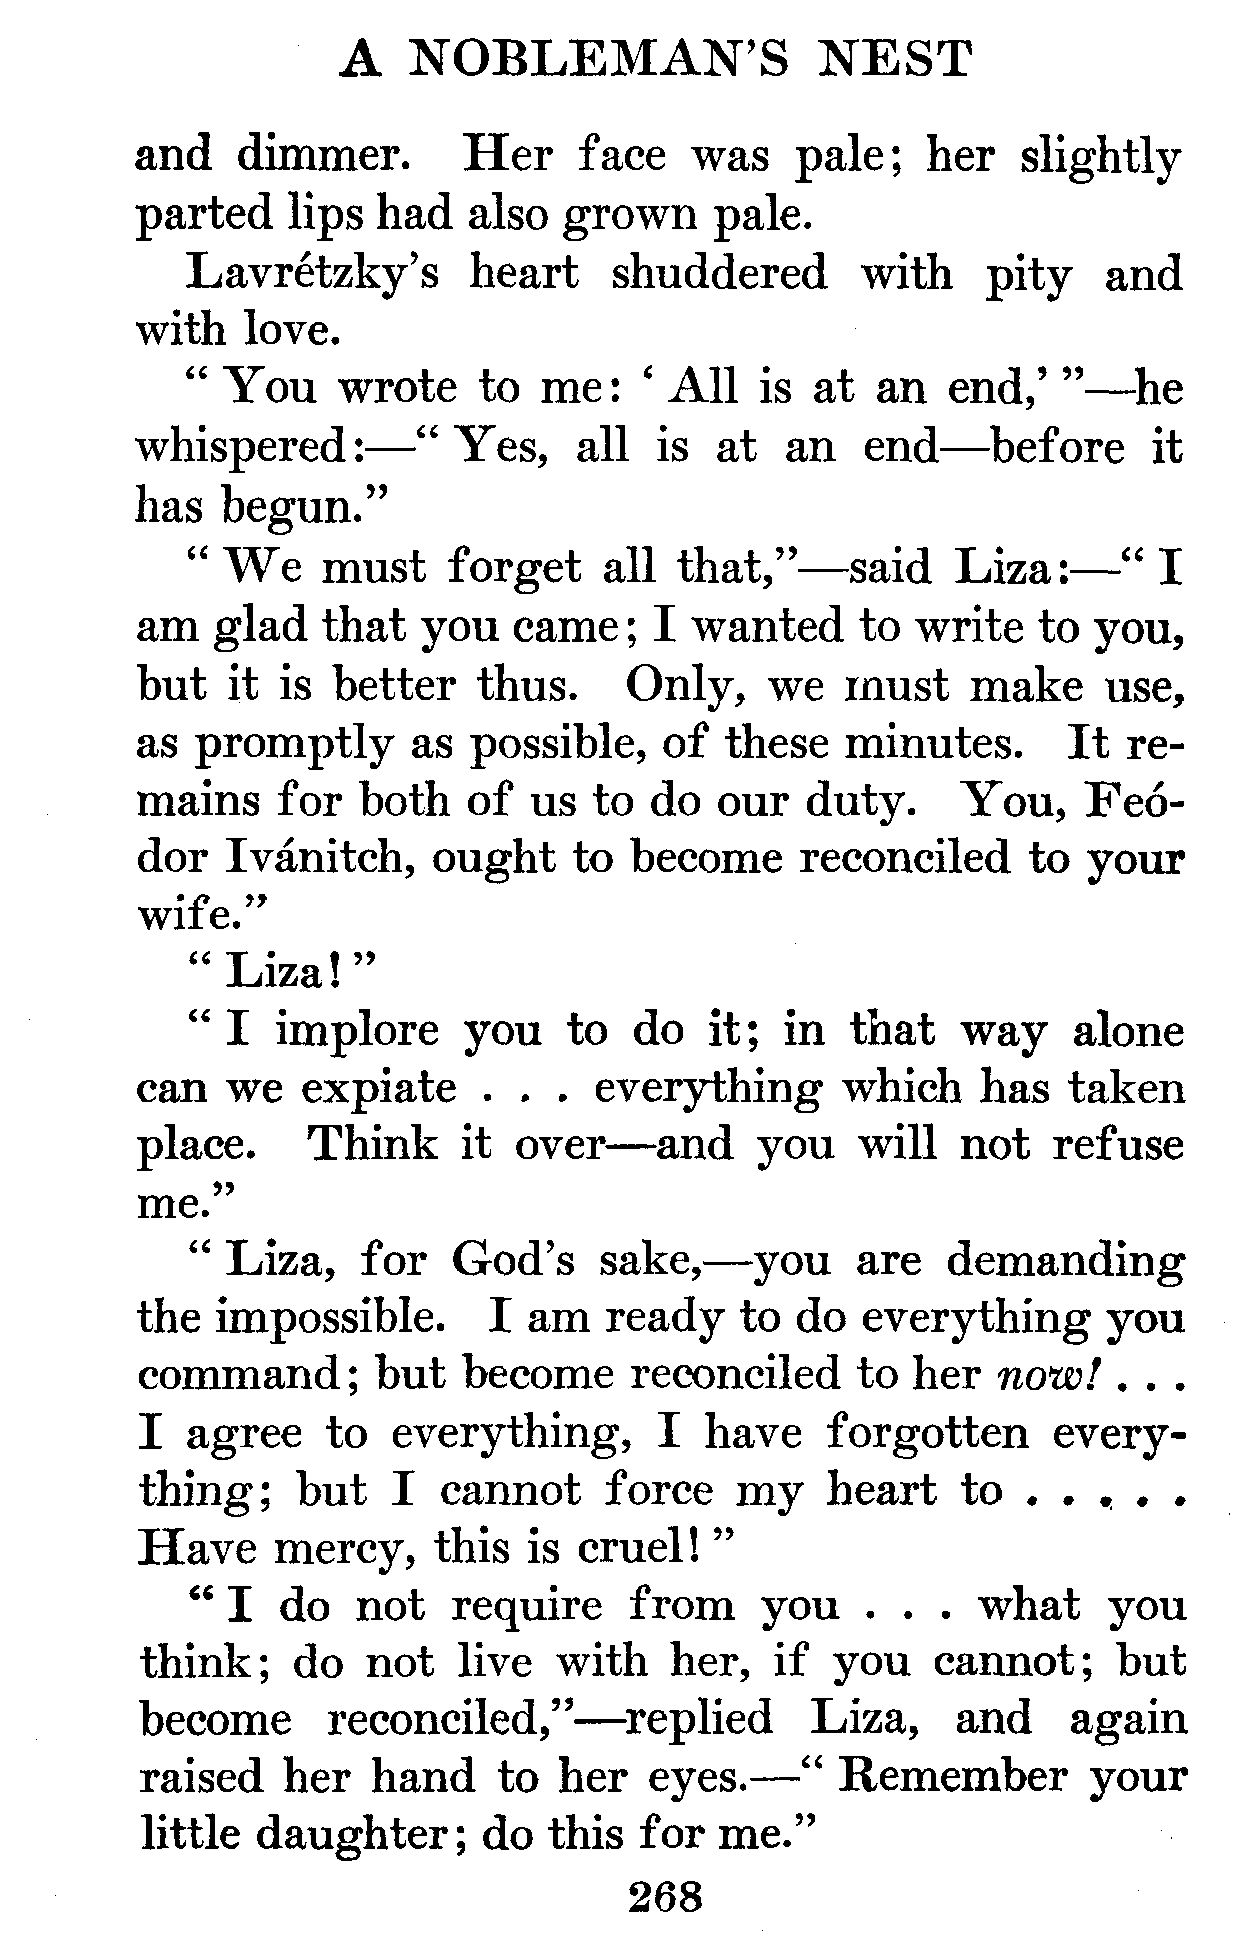 A NOBLEMAN'S NEST
and dimmer. Her face was pale; her slightly
parted lips had also grown pale.
Lavrétzky's heart shuddered with pity and
with love.
“ You wrote to me: ‘ All is at an end,’ ”—he
whispered:—“ Yes, all is at an end—before it
has begun.”
“ We must forget all that,”—said Liza:—“ I
am glad that you came; I wanted to write to you,
but it is better thus. Only, we must make use,
as promptly as possible, of these minutes. It re-
mains for both of us to do our duty. You, Feó-
dor Ivánitch, ought to become reconciled to your
wife.”
“ Liza! ”
“ I implore you to do it; in that way alone
can we expiate . . . everything which has taken
place. Think it over—and you will not refuse
me.”
“ Liza, for God's sake,—you are demanding
the impossible. I am ready to do everything you
command; but become reconciled to her now! . . .
I agree to everything, I have forgotten every-
thing; but I cannot force my heart to . . . . .
Have mercy, this is cruel! ”
“ I do not require from you . . . what you
think; do not live with her, if you cannot; but
become reconciled,”—replied Liza, and again
raised her hand to her eyes.—“ Remember your
little daughter; do this for me.”
268